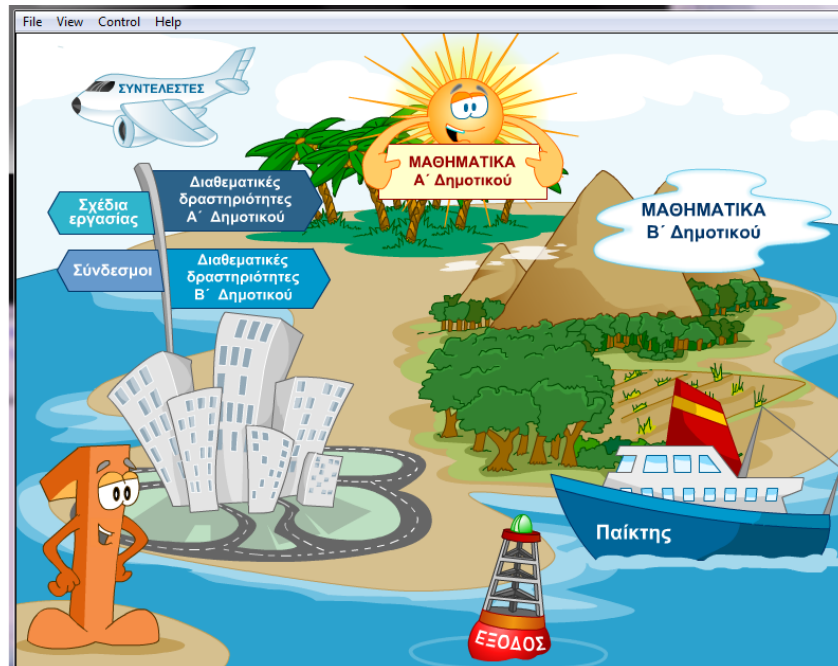 File View Control Help
ΣΥΝΤΕΛΕΣΤΕΣ
ΜΑΘΗΜΑΤΙΚΑ
Α΄ Δημοτικού
Διαθεματικές
δραστηριότητες
Α΄ Δημοτικού
Σχέδια
εργασίας
ΜΑΘΗΜΑΤΙΚΑ
Β΄ Δημοτικού
Σύνδεσμοι
Διαθεματικές
δραστηριότητες
Β΄ Δημοτικού
Παίκτης
ΕΞΟΔΟΣ